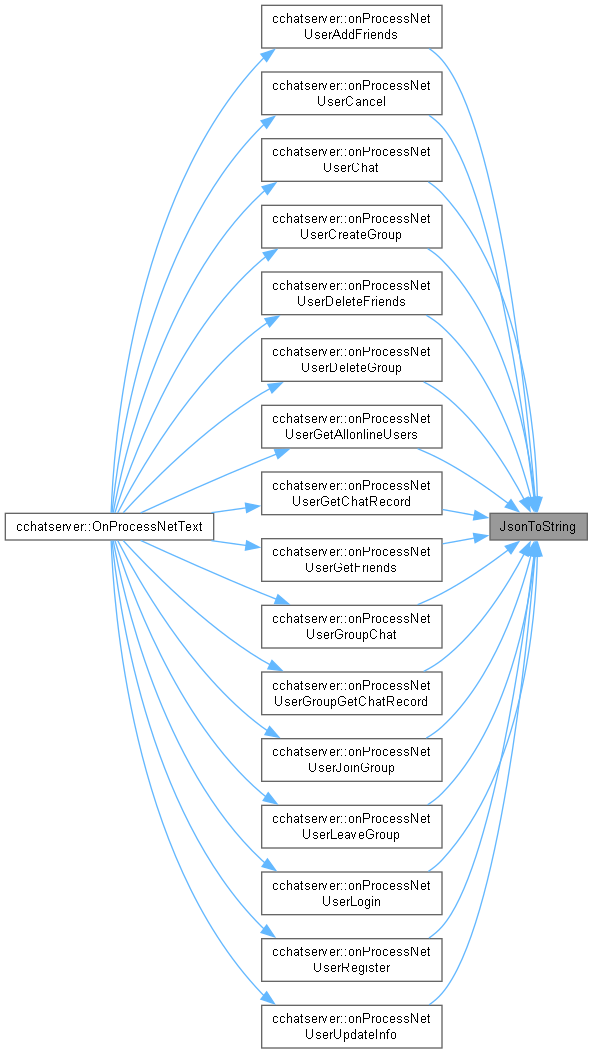 cchatserver::onProcessNet
UserAddFriends
cchatserver::onProcessNet
UserCancel
cchatserver::onProcessNet
UserChat
cchatserver::onProcessNet
UserCreateGroup
cchatserver::onProcessNet
UserDeleteFriends
cchatserver::onProcessNet
UserDeleteGroup
cchatserver::onProcessNet
UserGetAllonlineUsers
cchatserver::onProcessNet
UserGetChatRecord
cchatserver::OnProcessNetText
JsonToString
cchatserver::onProcessNet
UserGetFriends
cchatserver::onProcessNet
UserGroupChat
cchatserver::onProcessNet
UserGroupGetChatRecord
cchatserver::onProcessNet
UserJoinGroup
cchatserver::onProcessNet
UserLeaveGroup
cchatserver::onProcessNet
UserLogin
cchatserver::onProcessNet
UserRegister
cchatserver::onProcessNet
UserUpdateInfo